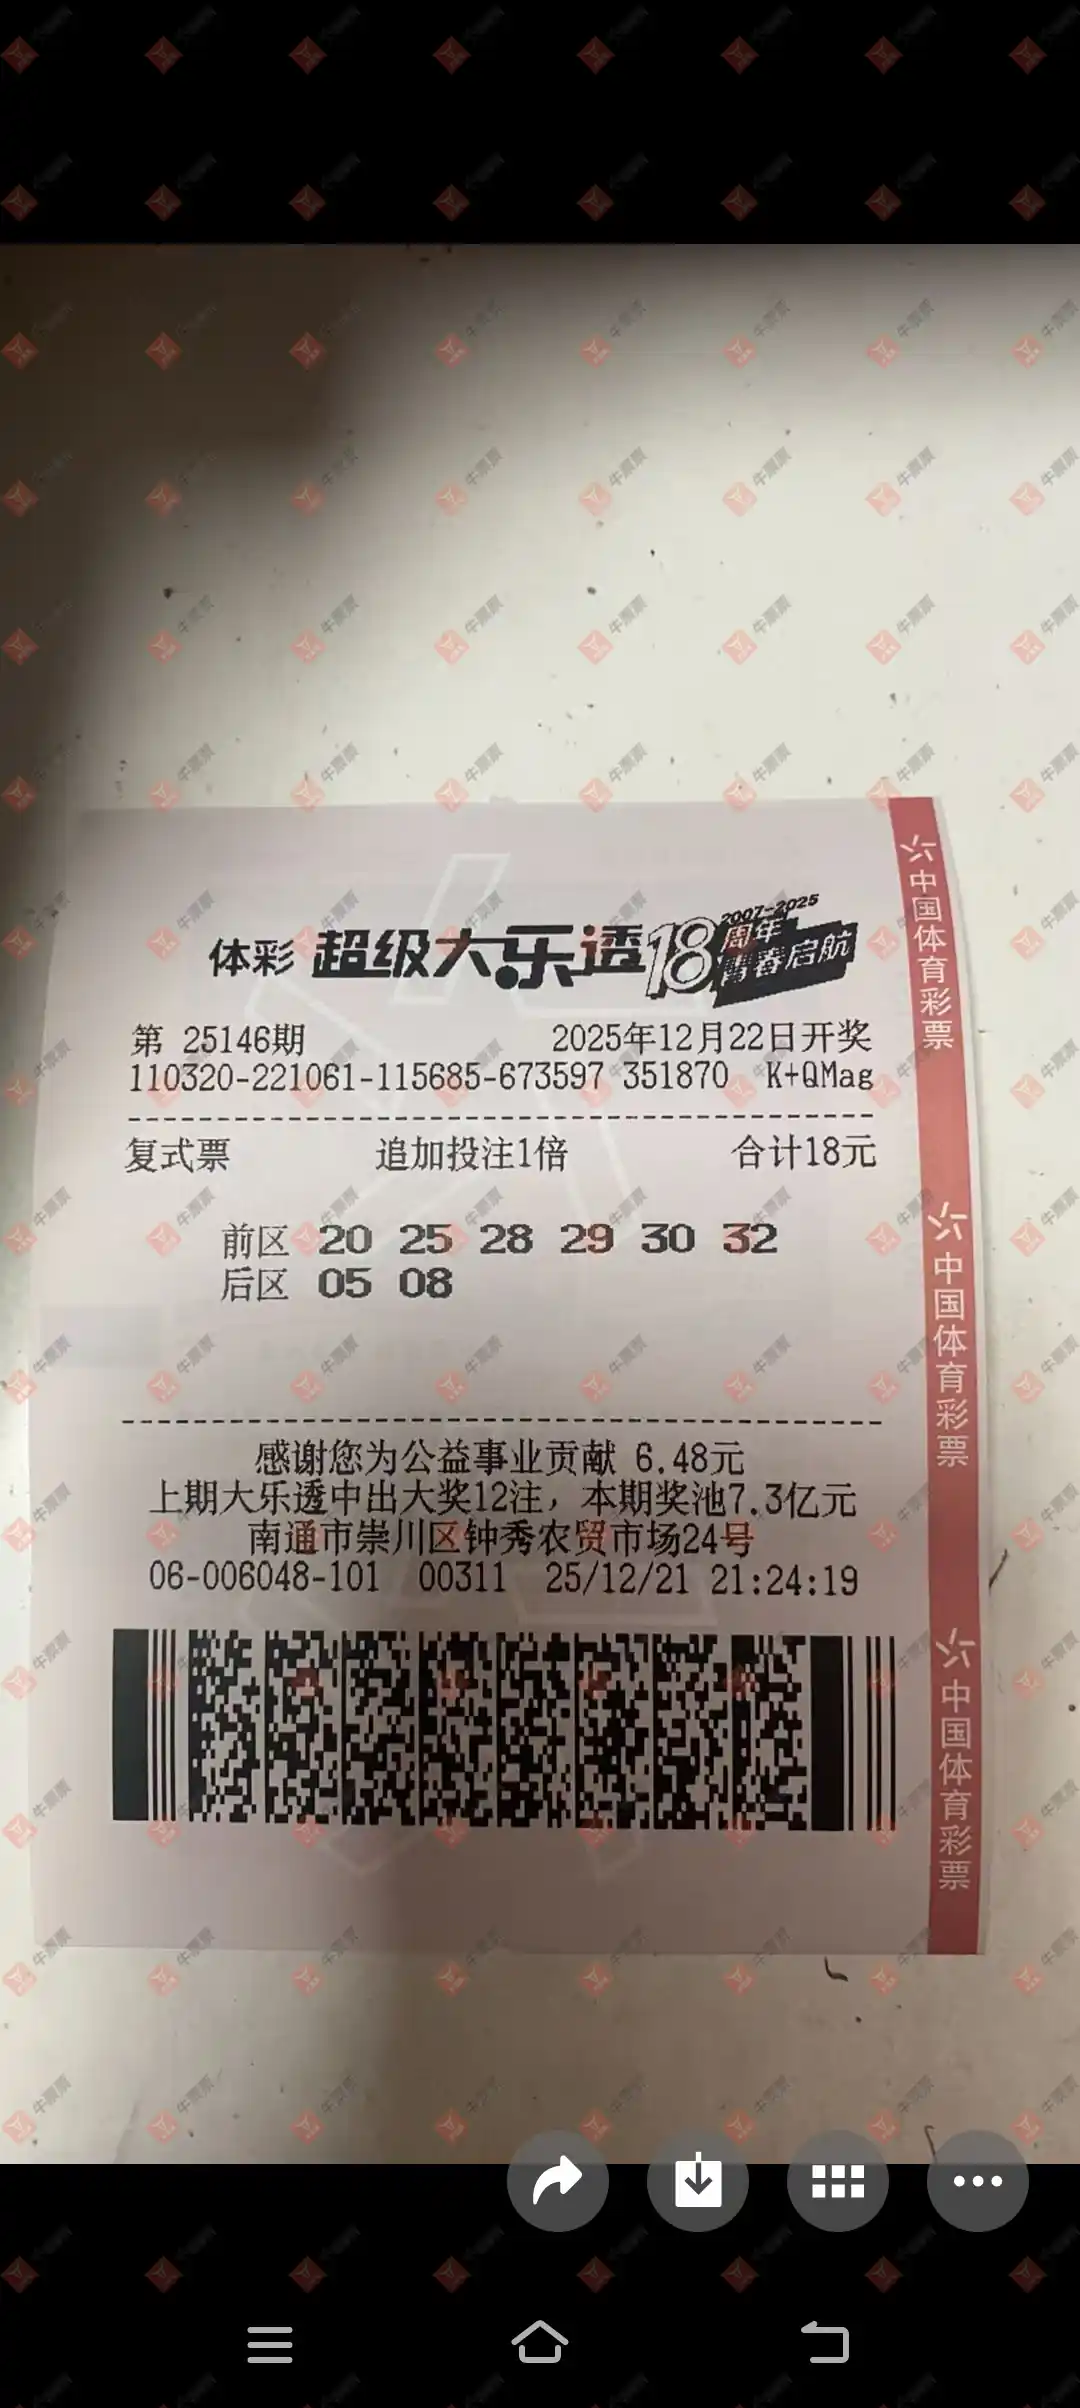 体彩 超级大乐透 18周年 2007-2025 青春启航
第 25146期 2025年12月22日开奖
110320-221061-115685-673597 351870 K+QMag
复式票 追加投注1倍 合计18元
前区 20 25 28 29 30 32
后区 05 08
感谢您为公益事业贡献 6.48元
上期大乐透中出大奖12注，本期奖池7.3亿元
南通市崇川区钟秀农贸市场24号
06-006048-101 00311 25/12/21 21:24:19
中国体育彩票
中国体育彩票
中国体育彩票
牛票票